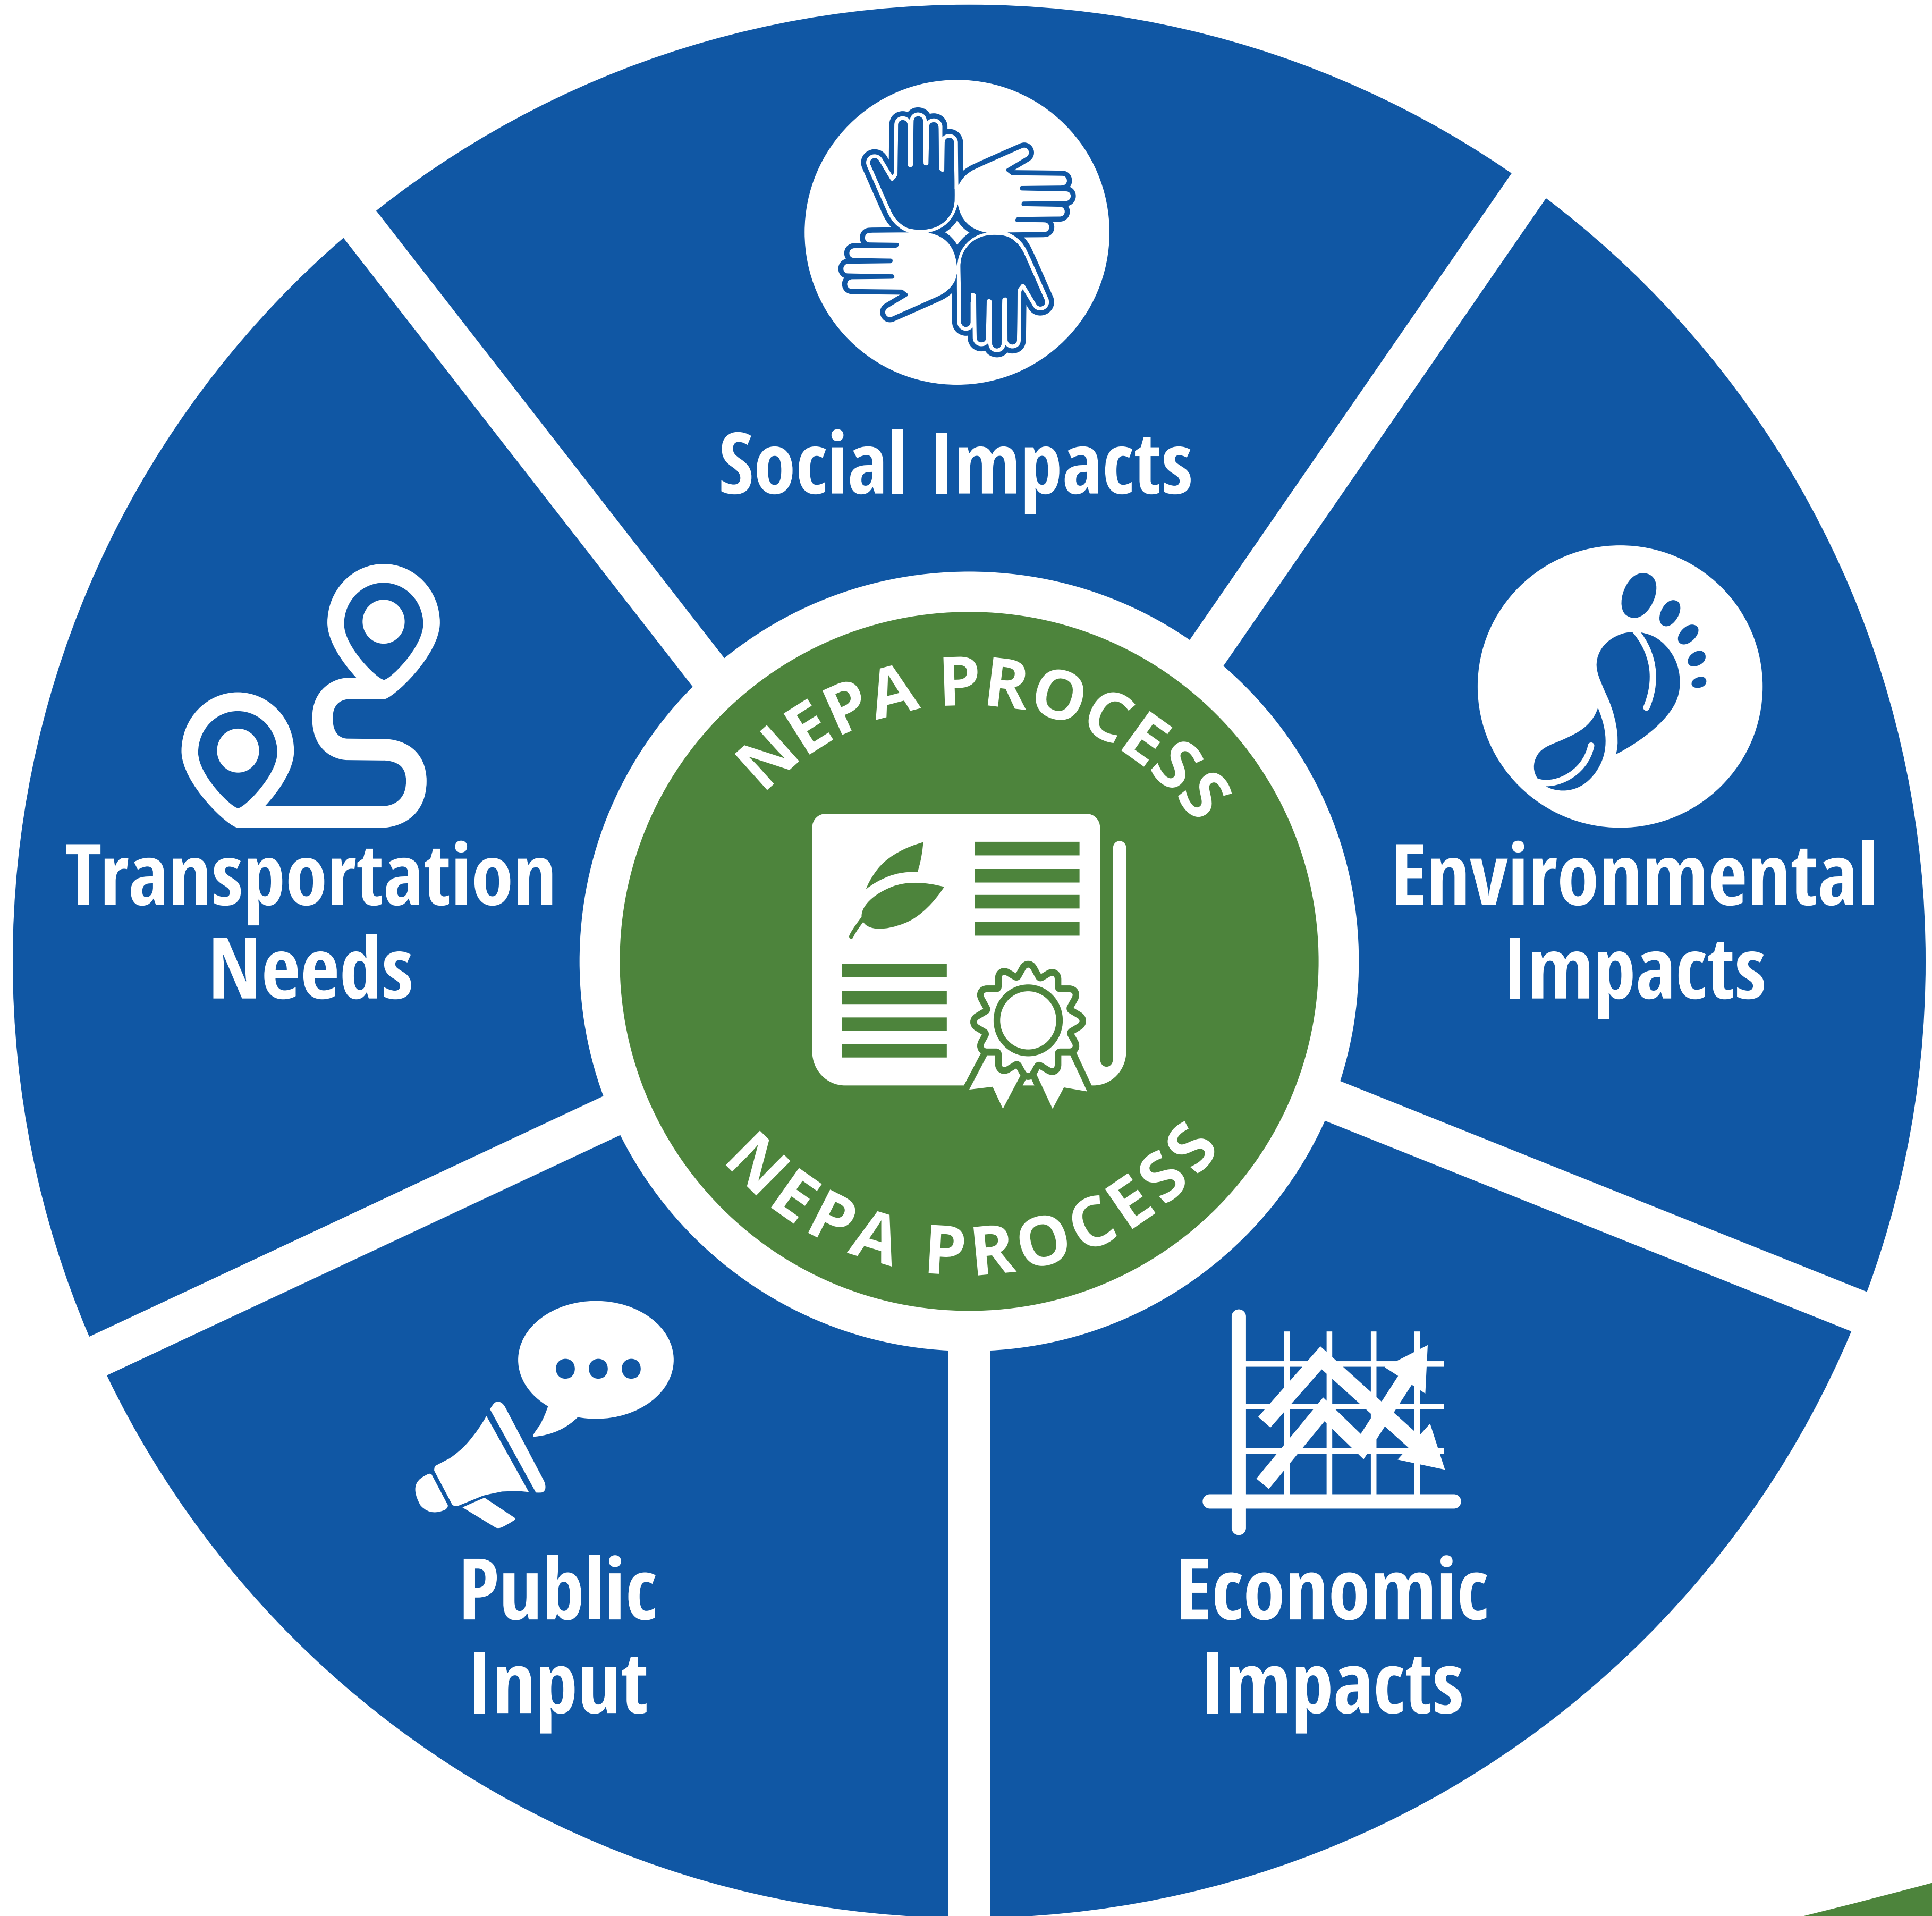 Social Impacts
Transportation
Needs
NEPA PROCESS
Environmental
Impacts
NEPA PROCESS
Public
Input
Economic
Impacts